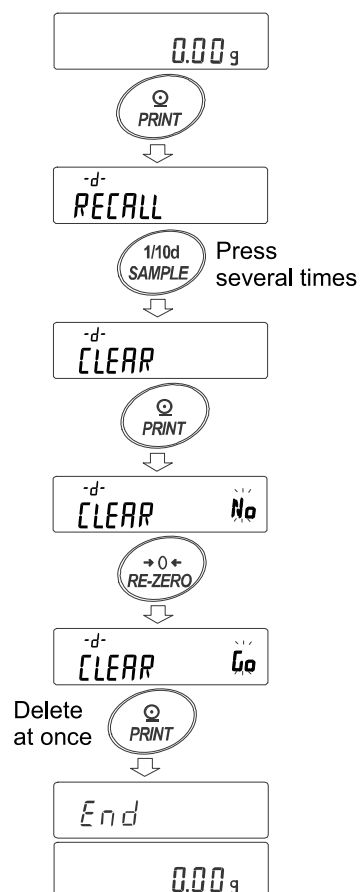 0.00 g
PRINT
-d-
RECALL
1/10d
SAMPLE
Press
several times
-d-
CLEAR
PRINT
-d-
CLEAR No
→0←
RE-ZERO
-d-
CLEAR Go
Delete
at once
PRINT
End
0.00 g